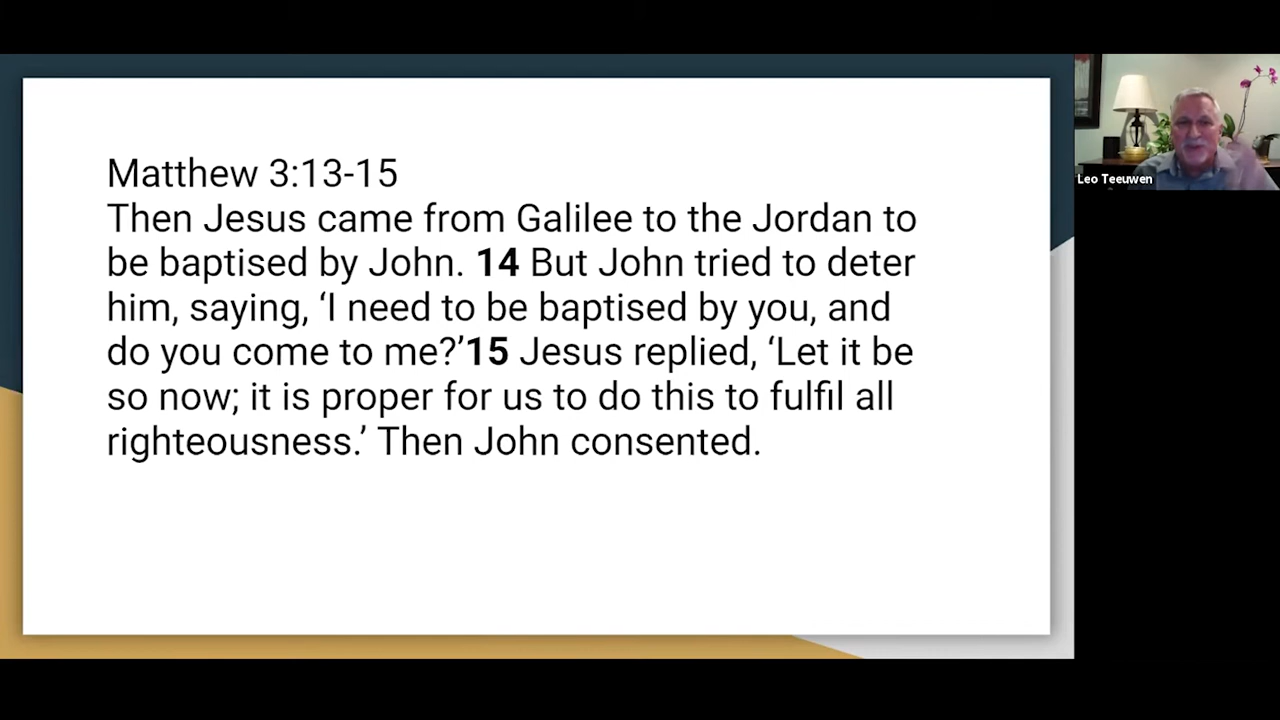 Matthew 3:13-15
Then Jesus came from Galilee to the Jordan to
be baptised by John. 14 But John tried to deter
him, saying, ‘I need to be baptised by you, and
do you come to me?’15 Jesus replied, ‘Let it be
so now; it is proper for us to do this to fulfil all
righteousness.’ Then John consented.
Leo Teeuwen